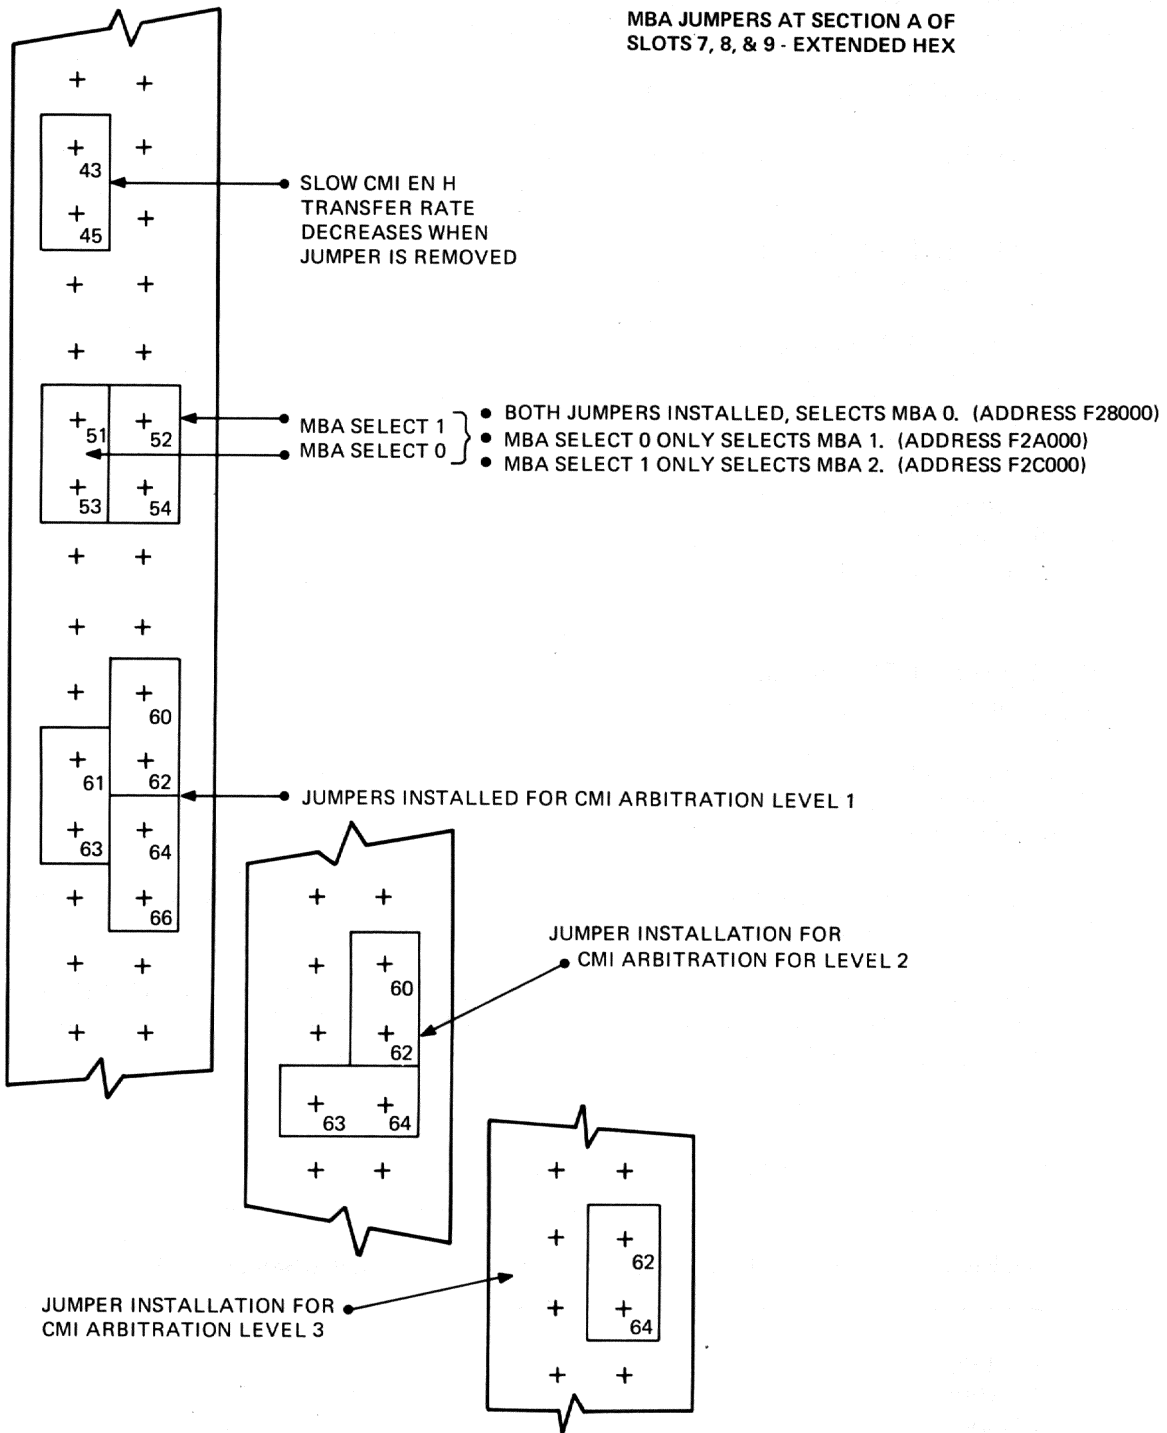 MBA JUMPERS AT SECTION A OF
SLOTS 7, 8, & 9 - EXTENDED HEX
43
45
SLOW CMI EN H
TRANSFER RATE
DECREASES WHEN
JUMPER IS REMOVED
51
52
53
54
MBA SELECT 1
MBA SELECT 0
• BOTH JUMPERS INSTALLED, SELECTS MBA 0. (ADDRESS F28000)
• MBA SELECT 0 ONLY SELECTS MBA 1. (ADDRESS F2A000)
• MBA SELECT 1 ONLY SELECTS MBA 2. (ADDRESS F2C000)
60
61
62
63
64
66
JUMPERS INSTALLED FOR CMI ARBITRATION LEVEL 1
60
62
63
64
JUMPER INSTALLATION FOR
CMI ARBITRATION FOR LEVEL 2
62
64
JUMPER INSTALLATION FOR
CMI ARBITRATION LEVEL 3